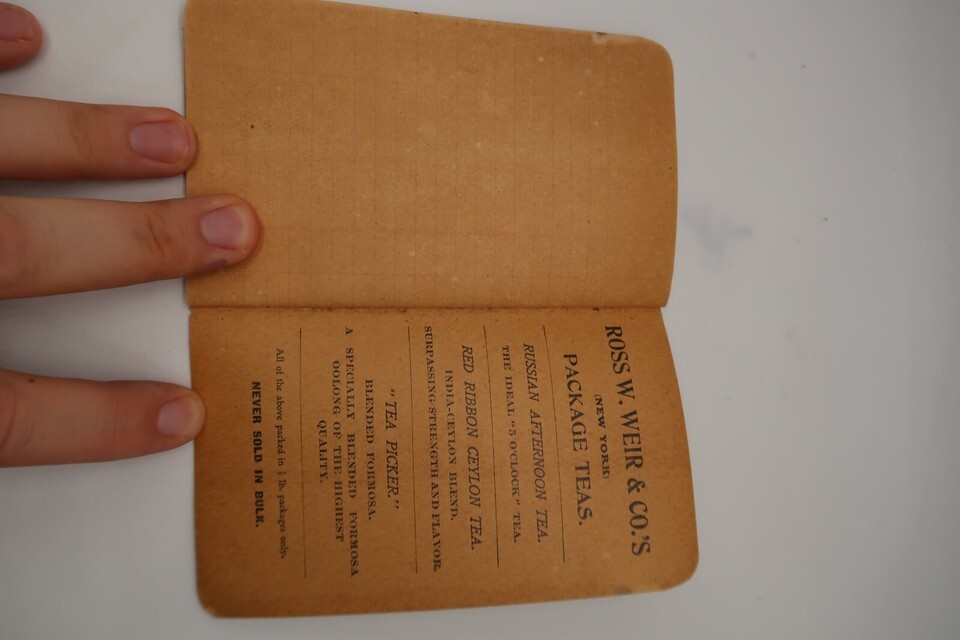 ROSS W. WEIR & CO.'S
(NEW YORK)
PACKAGE TEAS.
RUSSIAN AFTERNOON TEA.
THE IDEAL "5 O'CLOCK" TEA.
RED RIBBON CEYLON TEA.
INDIA-CEYLON BLEND.
SURPASSING STRENGTH AND FLAVOR.
"TEA PICKER."
BLENDED FORMOSA.
A SPECIALLY BLENDED FORMOSA
OOLONG OF THE HIGHEST
QUALITY.
All of the above packed in lb. packages only.
NEVER SOLD IN BULK.